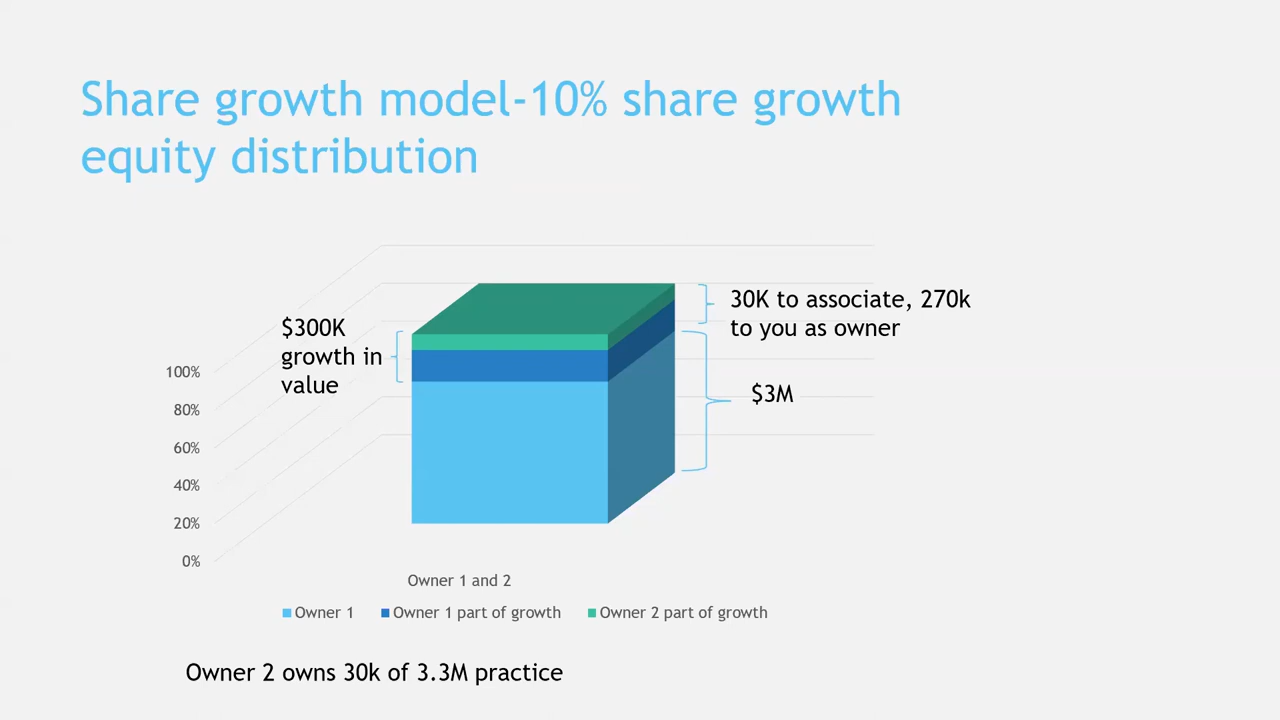 Share growth model-10% share growth
equity distribution
$300K
growth in
value
30K to associate, 270k
to you as owner
$3M
100%
80%
60%
40%
20%
0%
Owner 1 and 2
Owner 1 Owner 1 part of growth Owner 2 part of growth
Owner 2 owns 30k of 3.3M practice